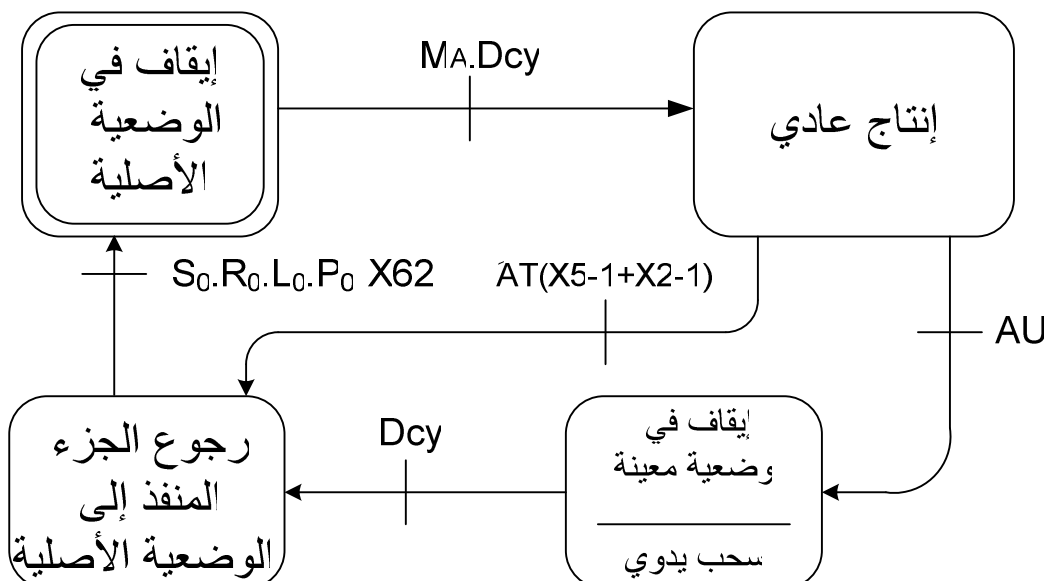 إيقاف في
الوضعية
الأصلية
MA.Dcy
إنتاج عادي
S0.R0.L0.P0 X62
AT(X5-1+X2-1)
AU
رجوع الجزء
المنفذ إلى
الوضعية الأصلية
Dcy
إيقاف في
وضعية معينة
سحب يدوي